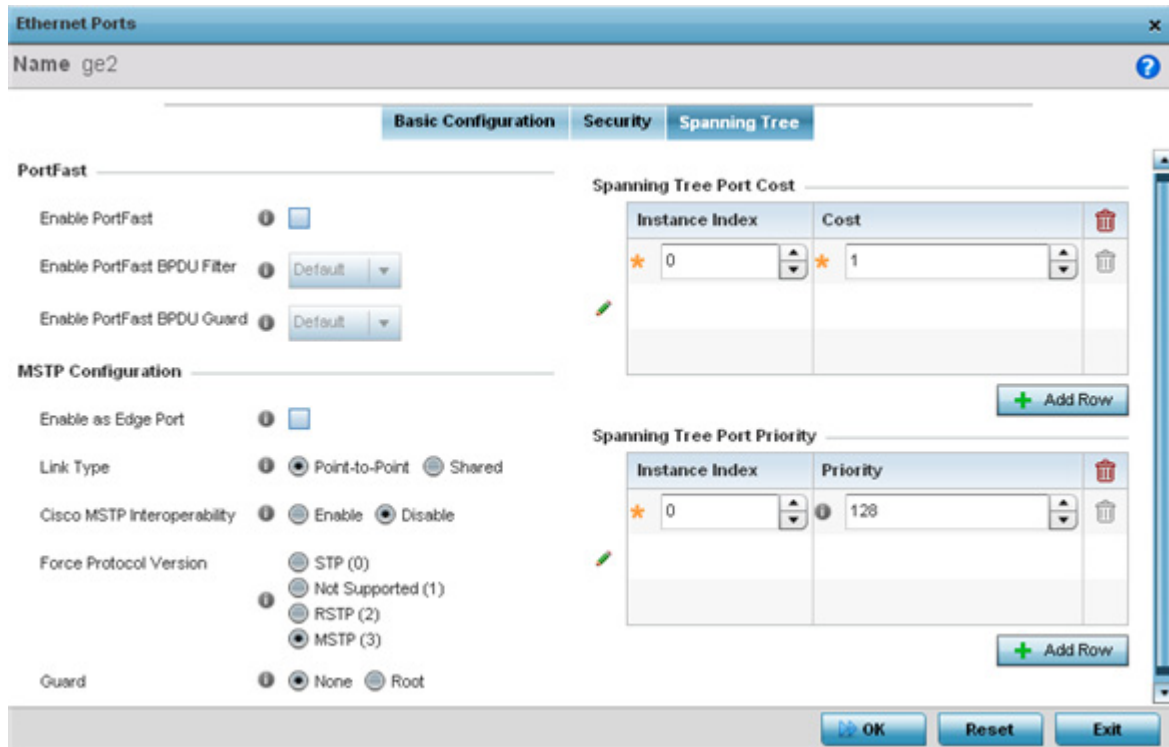 Ethernet Ports
Name ge2
Basic Configuration
Security
Spanning Tree
PortFast
Enable PortFast
Enable PortFast BPDU Filter
Default
Enable PortFast BPDU Guard
Default
MSTP Configuration
Enable as Edge Port
Link Type
Point-to-Point
Shared
Cisco MSTP Interoperability
Enable
Disable
Force Protocol Version
STP (0)
Not Supported (1)
RSTP (2)
MSTP (3)
Guard
None
Root
Spanning Tree Port Cost
Instance Index
Cost
0
1
Add Row
Spanning Tree Port Priority
Instance Index
Priority
0
128
Add Row
OK
Reset
Exit